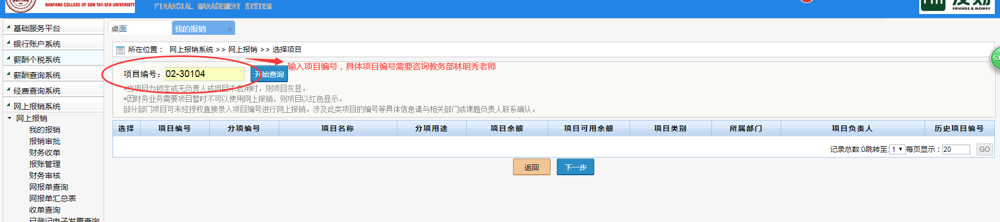 NANFANG COLLEGE OF SUN YAT-SEN UNIVERSITY
FINANCIAL MANAGEMENT SYSTEM
FRIENDS & MONEY
基础服务平台
银行账户系统
薪酬个税系统
薪酬查询系统
经费查询系统
网上报销系统
网上报销
我的报销
报销审批
财务收单
报账管理
财务审核
网报单查询
网报单汇总表
收单查询
已登记电子发票查询
桌面
我的报销 ×
所在位置： 网上报销系统 >> 网上报销 >> 选择项目
输入项目编号，具体项目编号需要咨询教务部林明秀老师
项目编号： 02-30104 开始查询
*当项目为锁定或无负责人或项目未启用时，则项目灰显。
*因财务业务需要项目暂时不可以使用网上报销，则项目以红色显示。
部分部门项目可未经授权直接录入项目编号进行网上报销。涉及此类项目的编号等具体信息请与相关部门或课题负责人联系确认。
选择 项目编号 分项编号 项目名称 分项用途 项目余额 项目可用余额 项目类别 所属部门 项目负责人 历史项目编号
记录总数:0跳转至: 1 每页显示： 20 GO
返回 下一步
53